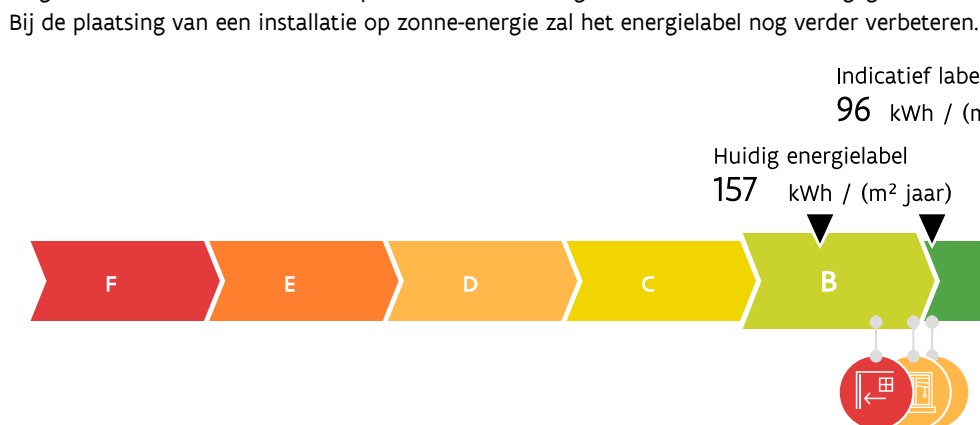 Bij de plaatsing van een installatie op zonne-energie zal het energielabel nog verder verbeteren.
Indicatief labe
96 kWh / (m
Huidig energielabel
157 kWh / (m² jaar)
F E D C B